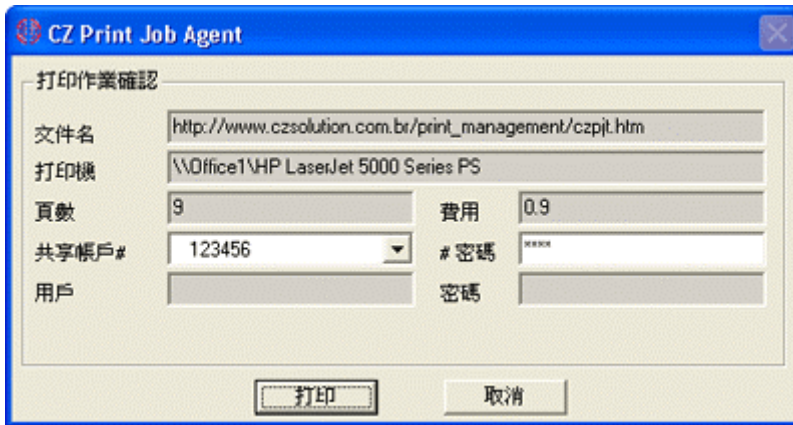 CZ Print Job Agent
打印作業確認
文件名 http://www.czsolution.com.br/print_management/czpjt.htm
打印機 \\Office1\HP LaserJet 5000 Series PS
頁數 9 費用 0.9
共享帳戶# 123456 # 密碼 ****
用戶 密碼
打印 取消